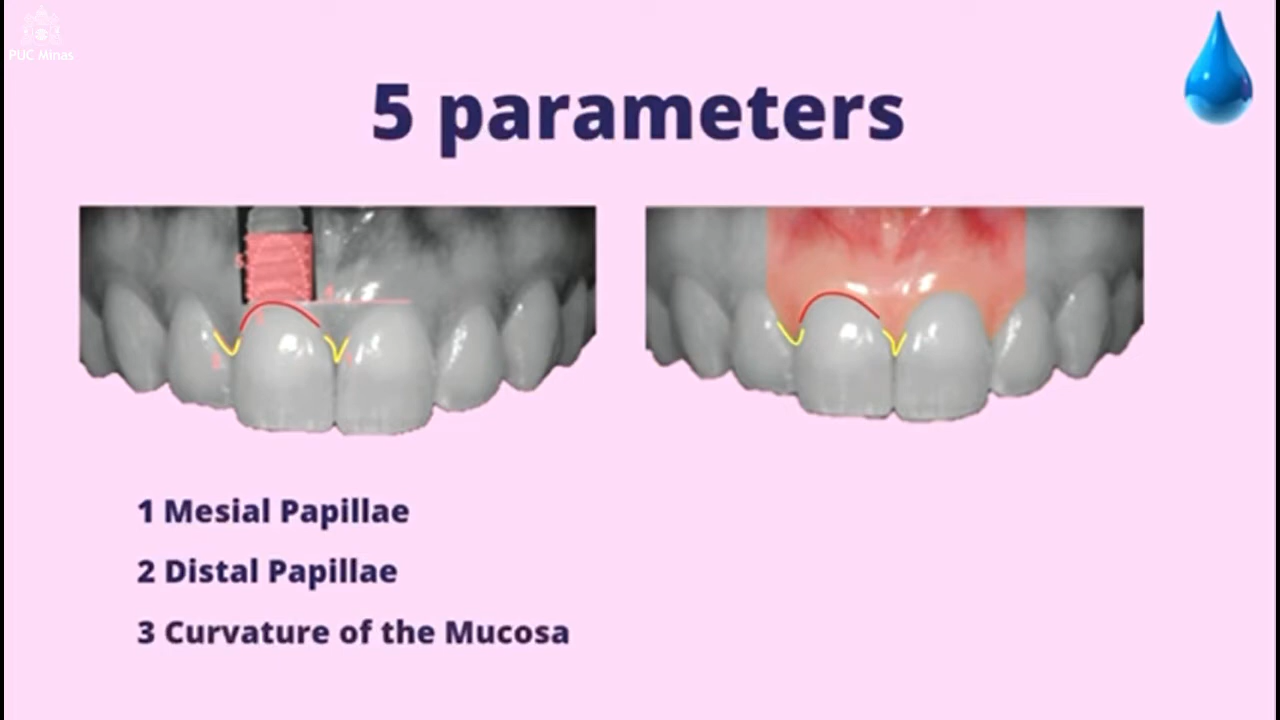 PUC Minas
5 parameters
1 Mesial Papillae
2 Distal Papillae
3 Curvature of the Mucosa